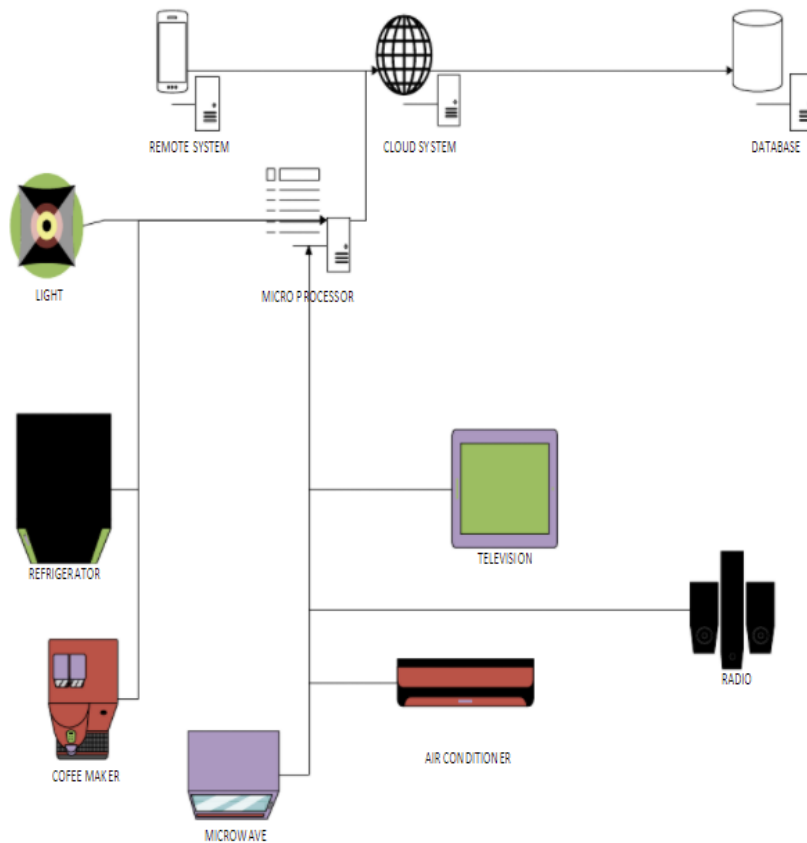 REMOTE SYSTEM
CLOUD SYSTEM
DATABASE
LIGHT
MICRO PROCESSOR
TELEVISION
REFRIGERATOR
RADIO
AIR CONDITIONER
COFEE MAKER
MICROWAVE